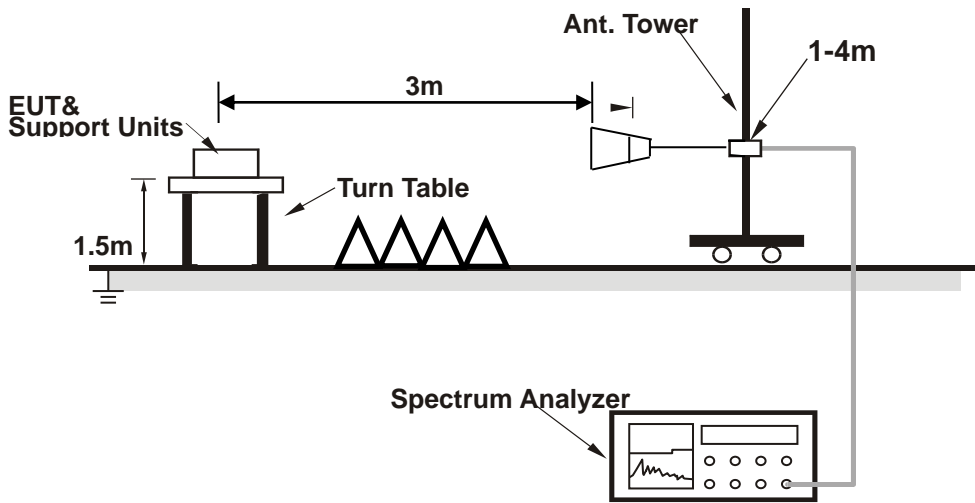 Ant. Tower
1-4m
3m
EUT&
Support Units
Turn Table
1.5m
Spectrum Analyzer